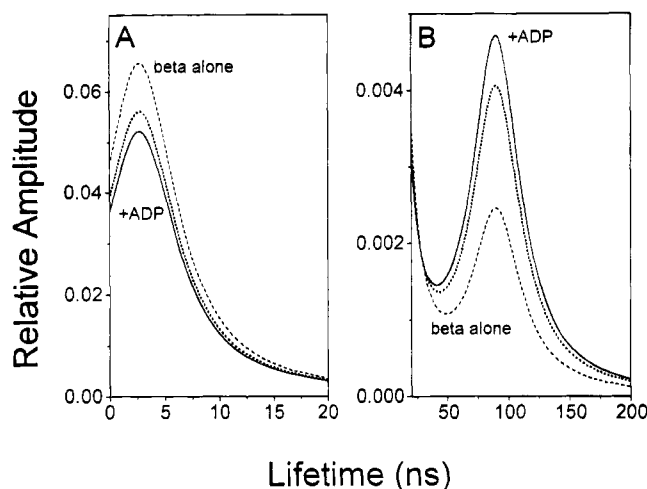 A
beta alone
+ADP
0.06
0.04
0.02
0.00
0
5
10
15
20
B
+ADP
beta alone
0.004
0.002
0.000
50
100
150
200
Relative Amplitude
Lifetime (ns)